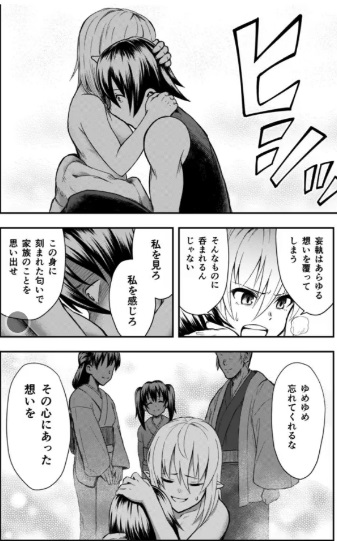 ヒシッ
妄執はあらゆる
想いを覆って
しまう
そんなものに
呑まれるん
じゃない
私を見ろ
私を感じろ
この身に
刻まれた匂いで
家族のことを
思い出せ
ゆめゆめ
忘れてくれるな
その心にあった
想いを